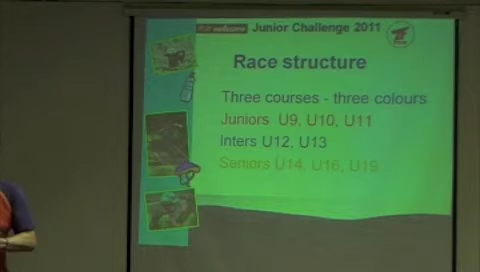 Junior Challenge 2011
Race structure
Three courses - three colours
Juniors U9, U10, U11
Inters U12, U13
Seniors U14, U16, U19